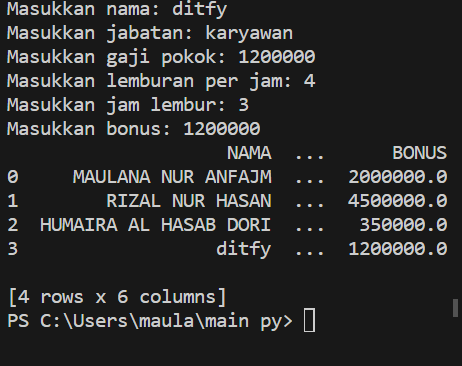 Masukkan nama: ditfy
Masukkan jabatan: karyawan
Masukkan gaji pokok: 1200000
Masukkan lemburan per jam: 4
Masukkan jam lembur: 3
Masukkan bonus: 1200000
                     NAMA  ...      BONUS
0     MAULANA NUR ANFAJM  ...  2000000.0
1        RIZAL NUR HASAN  ...  4500000.0
2  HUMAIRA AL HASAB DORI  ...   350000.0
3                  ditfy  ...  1200000.0
[4 rows x 6 columns]
PS C:\Users\maula\main py>